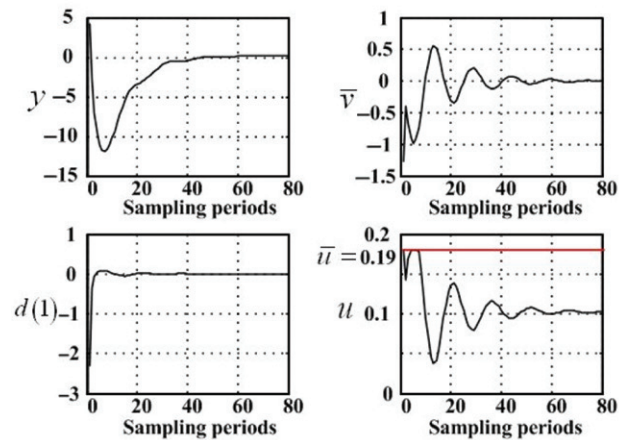 5
0
−5
−10
−15
y
0 20 40 60 80
Sampling periods
1
0.5
0
−0.5
−1
−1.5
v̅
0 20 40 60 80
Sampling periods
1
0
−1
−2
−3
d(1)
0 20 40 60 80
Sampling periods
0.2
u̅ = 0.19
0.1
0
u
0 20 40 60 80
Sampling periods